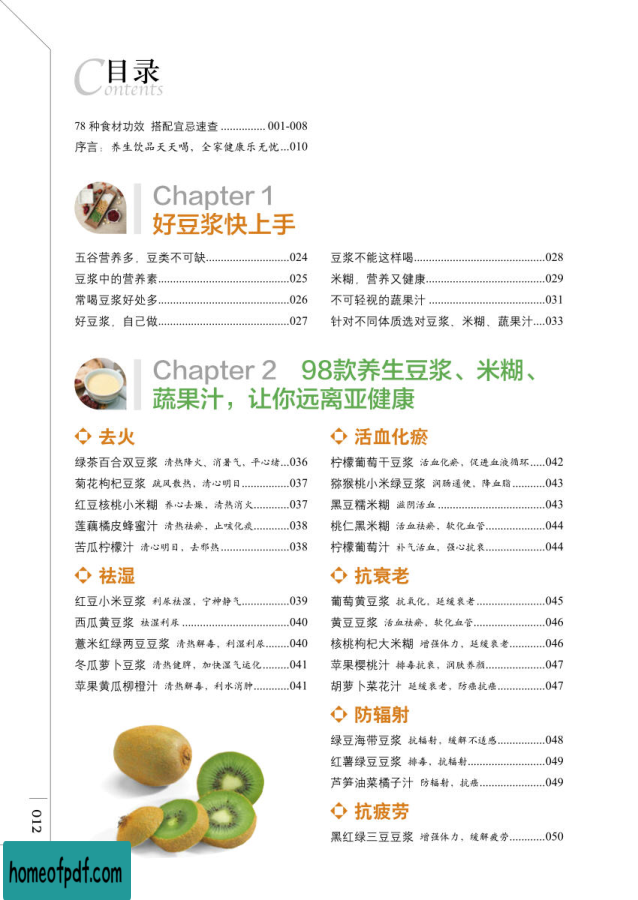 目录
Contents
78 种食材功效 搭配宜忌速查............... 001-008
序言：养生饮品天天喝，全家健康乐无忧...010
Chapter 1
好豆浆快上手
五谷营养多，豆类不可缺............................024
豆浆中的营养素............................................025
常喝豆浆好处多............................................026
好豆浆，自己做............................................027
豆浆不能这样喝............................................028
米糊，营养又健康........................................029
不可轻视的蔬果汁 .......................................031
针对不同体质选对豆浆、米糊、蔬果汁....033
Chapter 2 98款养生豆浆、米糊、
蔬果汁，让你远离亚健康
去火
绿茶百合双豆浆 清热降火、消暑气，平心绪...036
菊花枸杞豆浆 疏风散热，清心明目.............037
红豆核桃小米糊 养心去燥，清热消火..........037
莲藕橘皮蜂蜜汁 清热祛瘀，止咳化痰..........038
苦瓜柠檬汁 清心明目，去邪热....................038
祛湿
红豆小米豆浆 利尿祛湿，宁神静气.............039
西瓜黄豆浆 祛湿利尿 ....................................040
薏米红绿两豆豆浆 清热解毒，利湿利尿........040
冬瓜萝卜豆浆 清热健脾，加快湿气运化.......041
苹果黄瓜柳橙汁 清热解毒，利水消肿............041
活血化瘀
柠檬葡萄干豆浆 活血化瘀，促进血液循环.....042
猕猴桃小米绿豆浆 润肠通便，降血脂...........043
黑豆糯米糊 滋阴活血 ....................................043
桃仁黑米糊 活血祛瘀，软化血管...................044
柠檬葡萄汁 补气活血，强心抗衰...................044
抗衰老
葡萄黄豆浆 抗氧化，延缓衰老.......................045
黄豆豆浆 活血祛瘀，软化血管........................046
核桃枸杞大米糊 增强体力，延缓衰老............046
苹果樱桃汁 排毒抗衰，润肤养颜....................047
胡萝卜菜花汁 延缓衰老，防癌抗癌................047
防辐射
绿豆海带豆浆 抗辐射，缓解不适感................048
红薯绿豆豆浆 排毒，抗辐射..........................049
芦笋油菜橘子汁 防辐射，抗癌......................049
抗疲劳
黑红绿三豆豆浆 增强体力，缓解疲劳............050
012
homeofpdf.com